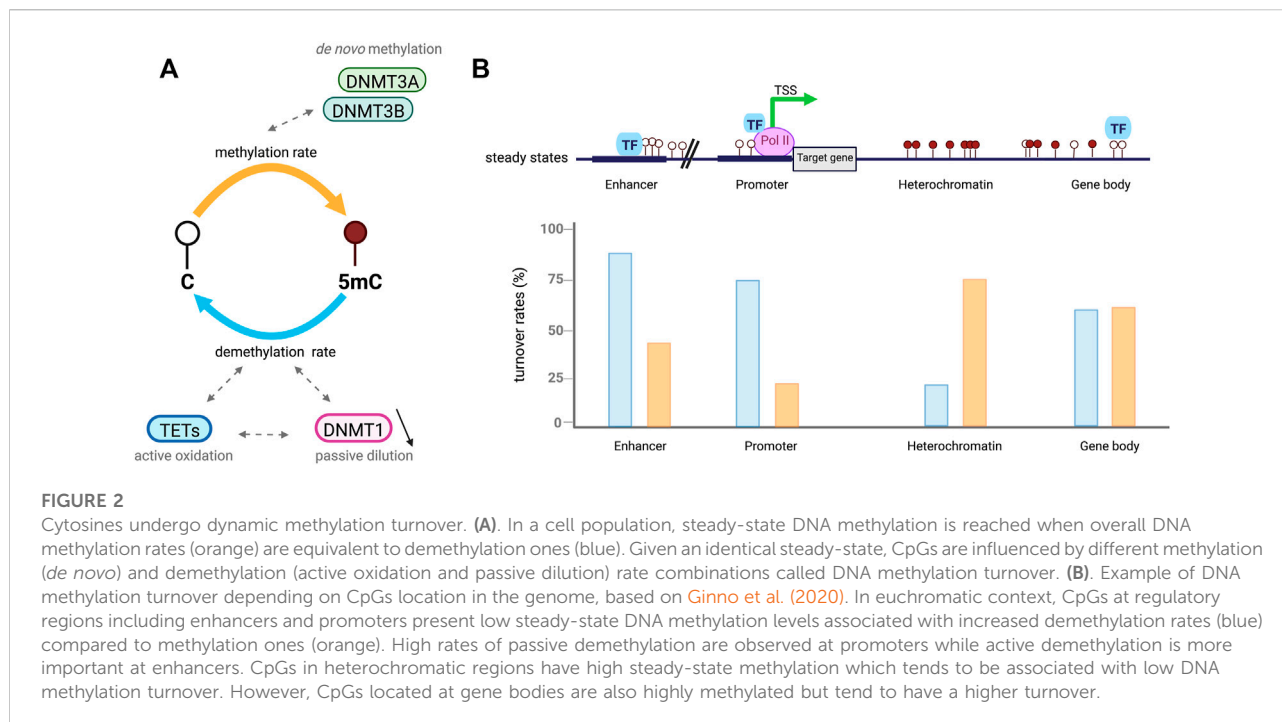 A
de novo methylation
DNMT3A
DNMT3B
methylation rate
C
5mC
demethylation rate
TETs
active oxidation
DNMT1
passive dilution
B
TSS
TF
TF
Pol II
TF
steady states
Target gene
Enhancer
Promoter
Heterochromatin
Gene body
turnover rates (%)
100
75
50
25
0
Enhancer
Promoter
Heterochromatin
Gene body
FIGURE 2
Cytosines undergo dynamic methylation turnover. (A). In a cell population, steady-state DNA methylation is reached when overall DNA
methylation rates (orange) are equivalent to demethylation ones (blue). Given an identical steady-state, CpGs are influenced by different methylation
(de novo) and demethylation (active oxidation and passive dilution) rate combinations called DNA methylation turnover. (B). Example of DNA
methylation turnover depending on CpGs location in the genome, based on Ginno et al. (2020). In euchromatic context, CpGs at regulatory
regions including enhancers and promoters present low steady-state DNA methylation levels associated with increased demethylation rates (blue)
compared to methylation ones (orange). High rates of passive demethylation are observed at promoters while active demethylation is more
important at enhancers. CpGs in heterochromatic regions have high steady-state methylation which tends to be associated with low DNA
methylation turnover. However, CpGs located at gene bodies are also highly methylated but tend to have a higher turnover.